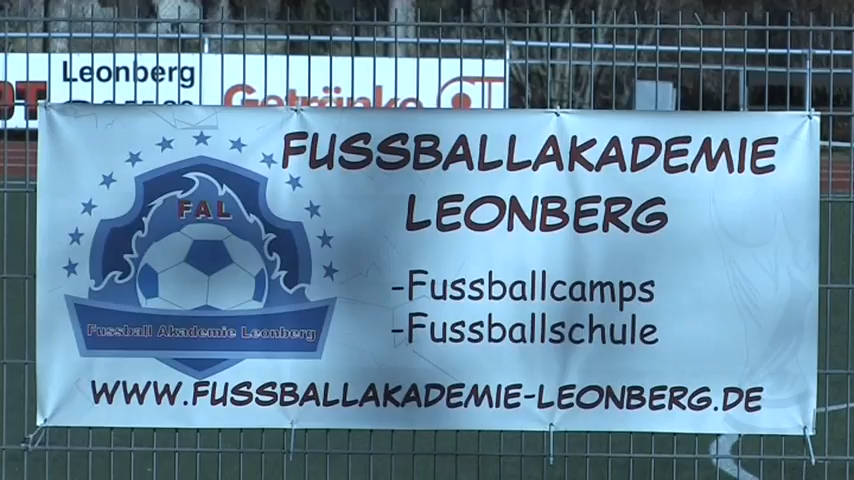 Leonberg
Getränke
FUSSBALLAKADEMIE
LEONBERG
FAL
Fussball Akademie Leonberg
-Fussballcamps
-Fussballschule
WWW.FUSSBALLAKADEMIE-LEONBERG.DE